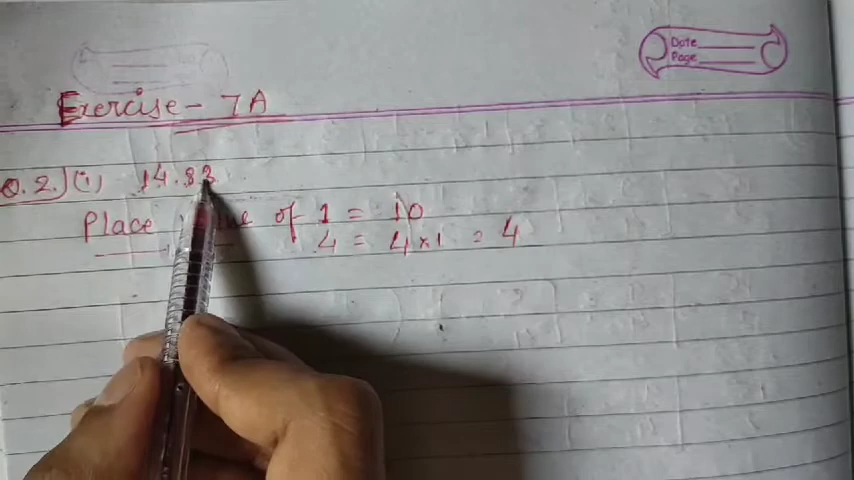 Date
Page
Exercise - 7A
Q.2.) (i) 14.83
Place of 1 = 10
4 = 4×1 = 4